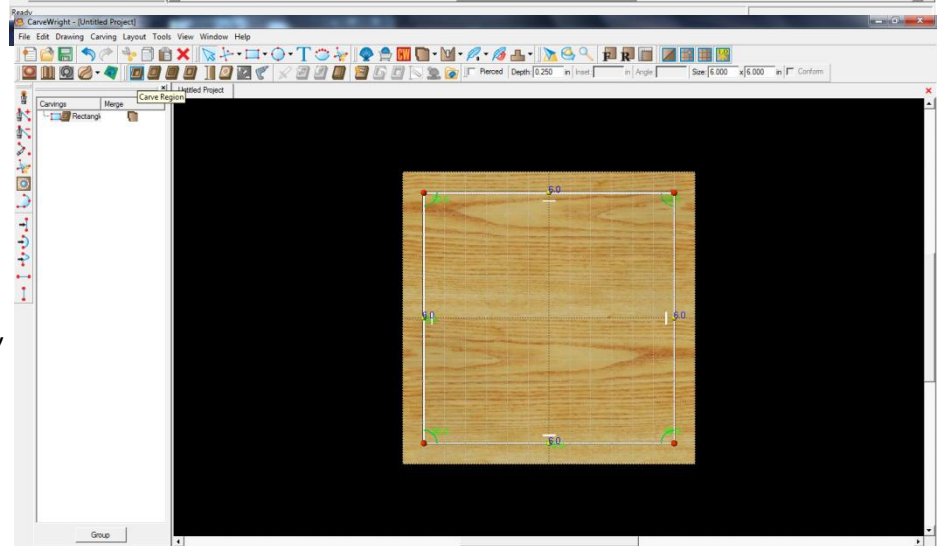 Ready
CarveWright - [Untitled Project]
File Edit Drawing Carving Layout Tools View Window Help
Pierced Depth: 0.250 in Inset: in Angle: Size: 6.000 x 6.000 in Conform
Untitled Project
Carve Region
Carvings Merge
Rectangl
6.0
6.0 6.0
6.0
Group